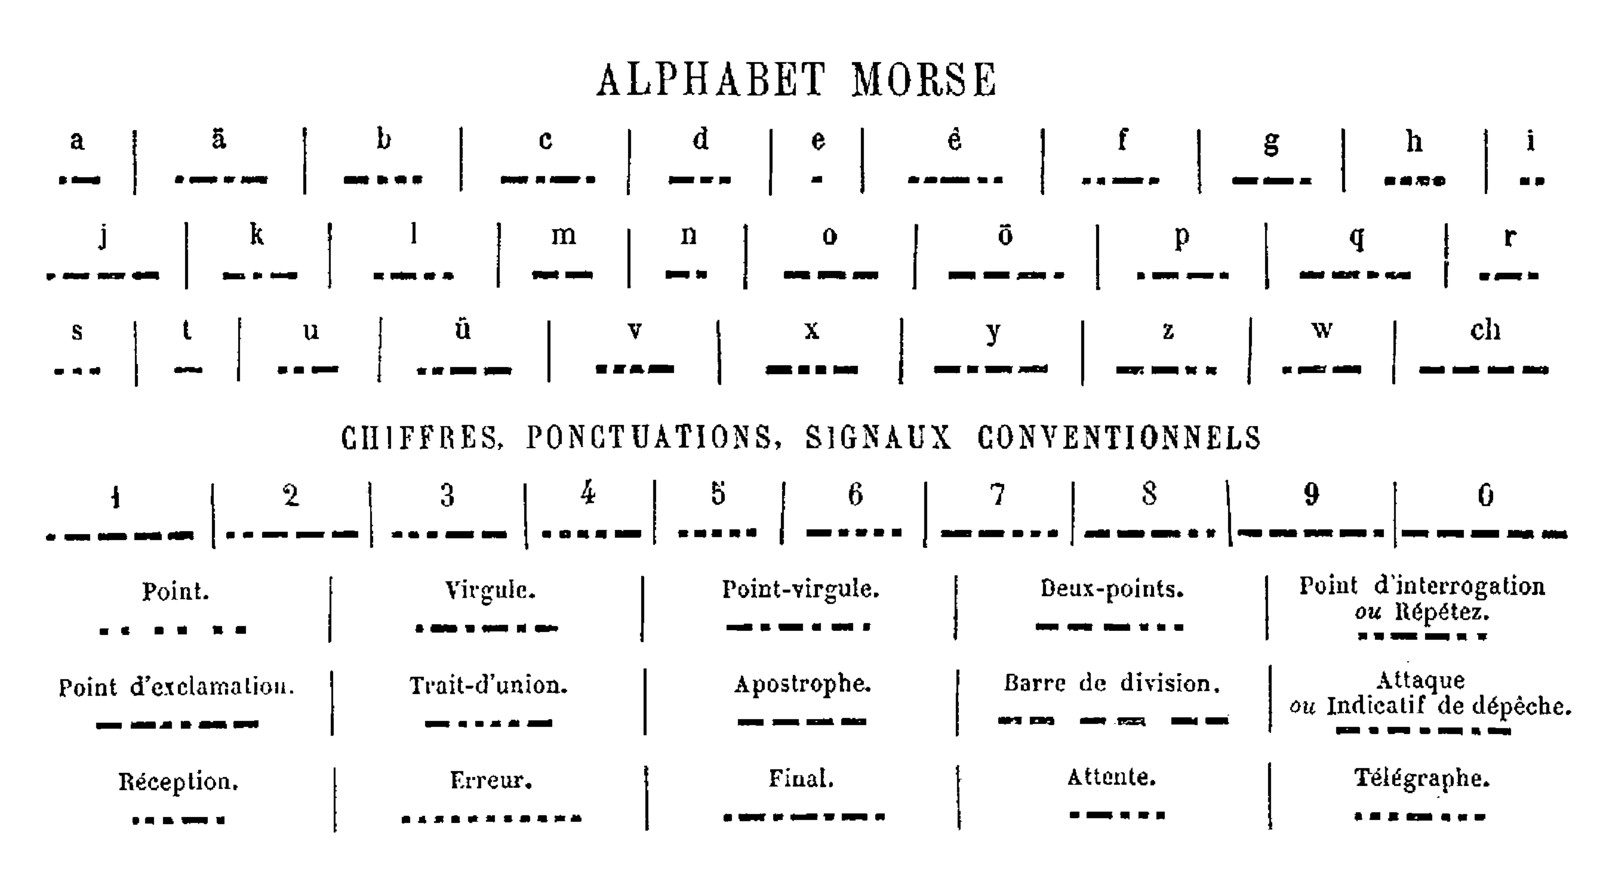 ALPHABET MORSE
a ä b c d e é f g h i
j k l m n o ö p q r
s t u ü v x y z w ch
CHIFFRES, PONCTUATIONS, SIGNAUX CONVENTIONNELS
1 2 3 4 5 6 7 8 9 0
Point. Virgule. Point-virgule. Deux-points. Point d'interrogation
ou Répétez.
Point d'exclamation. Trait-d'union. Apostrophe. Barre de division. Attaque
ou Indicatif de dépêche.
Réception. Erreur. Final. Attente. Télégraphe.